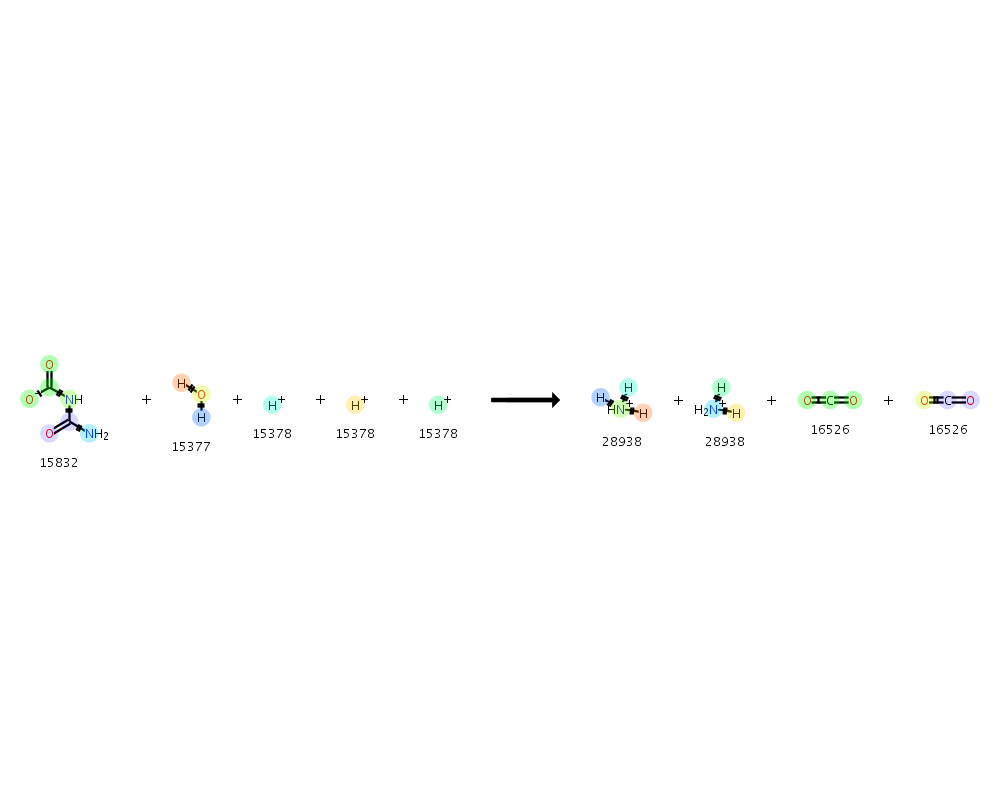 O
O NH
O NH2
15832
+
H O
H
15377
+
H+
15378
+
H+
15378
+
H+
15378
H
H HN+ H
28938
+
H
H2N+ H
28938
+
O C O
16526
+
O C O
16526